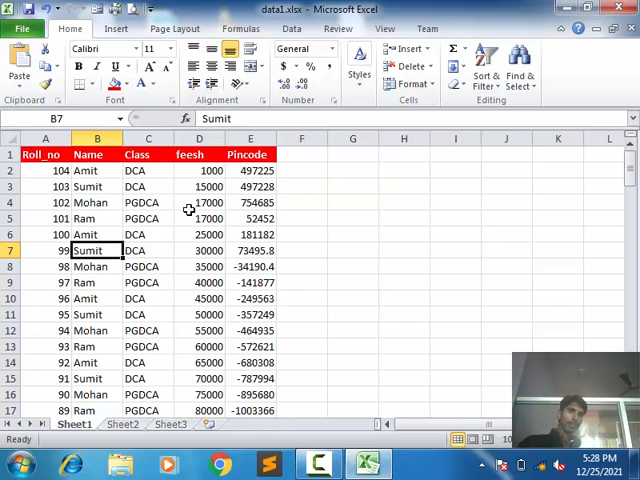 data1.xlsx - Microsoft Excel
File Home Insert Page Layout Formulas Data Review View Team
Calibri 11 General Insert
Paste B I U A A Styles Delete Sort & Filter Find & Select
Format
Clipboard Font Alignment Number Cells Editing
B7 fx Sumit
A B C D E F G H I J K L
1 Roll_no Name Class feesh Pincode
2 104 Amit DCA 1000 497225
3 103 Sumit DCA 15000 497228
4 102 Mohan PGDCA 17000 754685
5 101 Ram PGDCA 17000 52452
6 100 Amit DCA 25000 181182
7 99 Sumit DCA 30000 73495.8
8 98 Mohan PGDCA 35000 -34190.4
9 97 Ram PGDCA 40000 -141877
10 96 Amit DCA 45000 -249563
11 95 Sumit DCA 50000 -357249
12 94 Mohan PGDCA 55000 -464935
13 93 Ram PGDCA 60000 -572621
14 92 Amit DCA 65000 -680308
15 91 Sumit DCA 70000 -787994
16 90 Mohan PGDCA 75000 -895680
17 89 Ram PGDCA 80000 -1003366
Sheet1 Sheet2 Sheet3
Ready 10
5:28 PM
12/25/2021